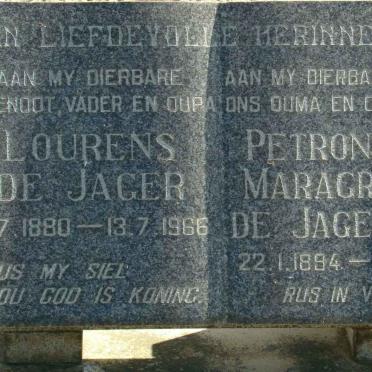 IN LIEFDEVOLLE HERINNE
AAN MY DIERBARE
ENOOT, VADER EN OUPA
LOURENS
DE JAGER
7. 1880 — 13.7.1966
US MY SIEL
OU GOD IS KONING.
AAN MY DIERBA
ONS OUMA EN O
PETRON
MARAGR
DE JAGE
22.1.1894 —
RUS IN V